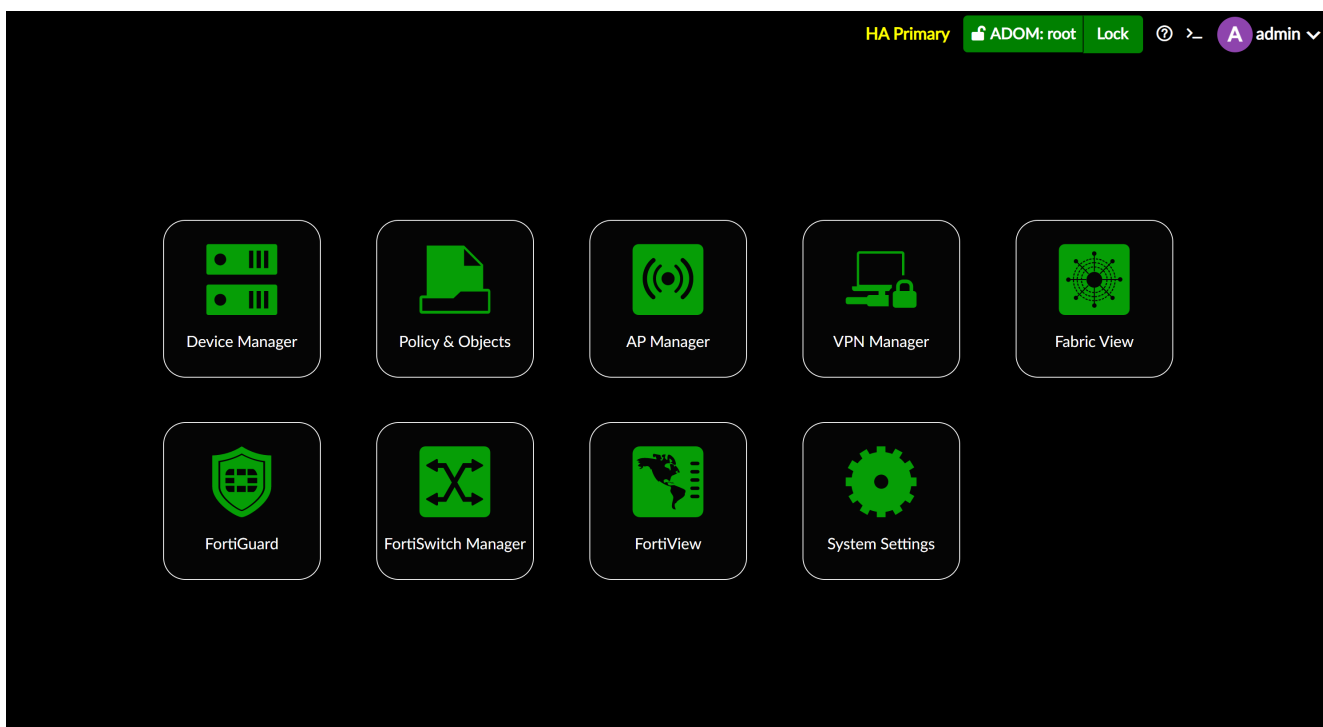 HA Primary ADOM: root Lock >_ A admin
Device Manager
Policy & Objects
AP Manager
VPN Manager
Fabric View
FortiGuard
FortiSwitch Manager
FortiView
System Settings